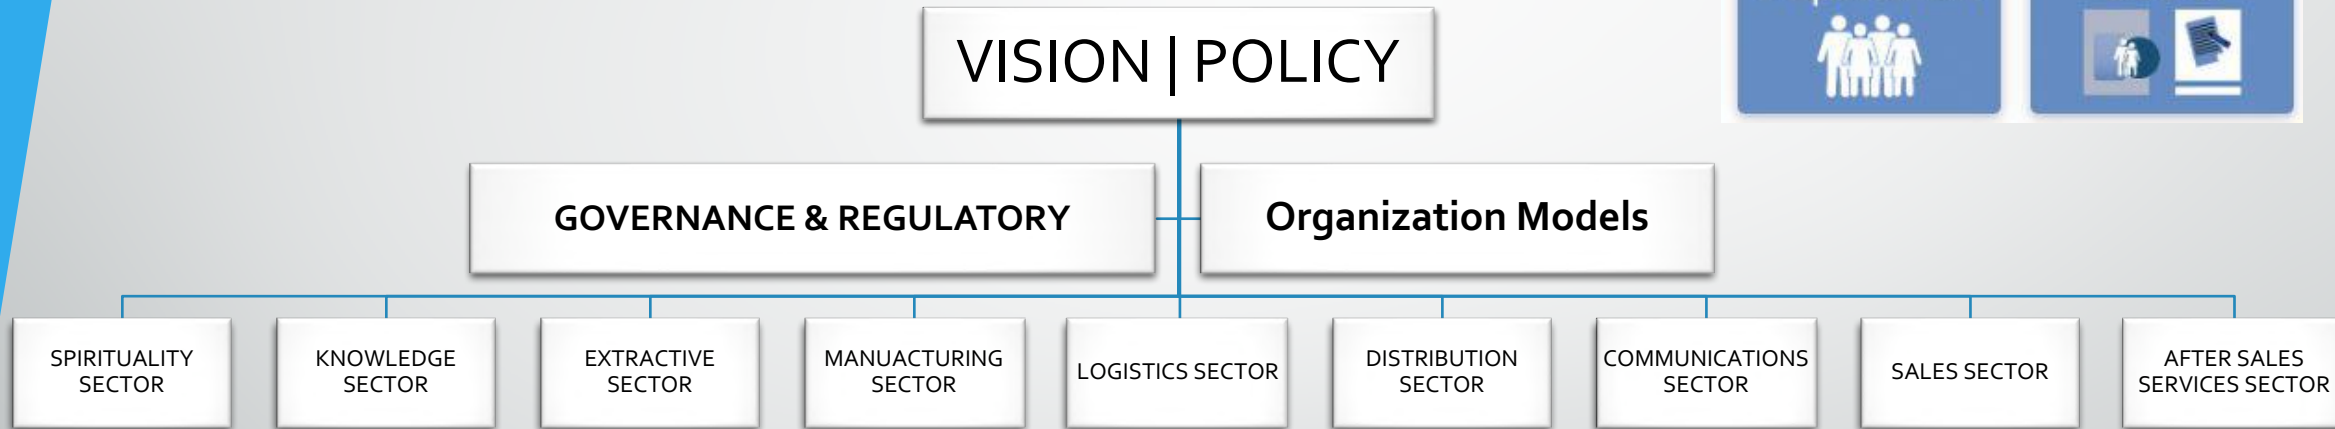 VISION | POLICY
GOVERNANCE & REGULATORY
Organization Models
SPIRITUALITY
SECTOR
KNOWLEDGE
SECTOR
EXTRACTIVE
SECTOR
MANUACTURING
SECTOR
LOGISTICS SECTOR
DISTRIBUTION
SECTOR
COMMUNICATIONS
SECTOR
SALES SECTOR
AFTER SALES
SERVICES SECTOR